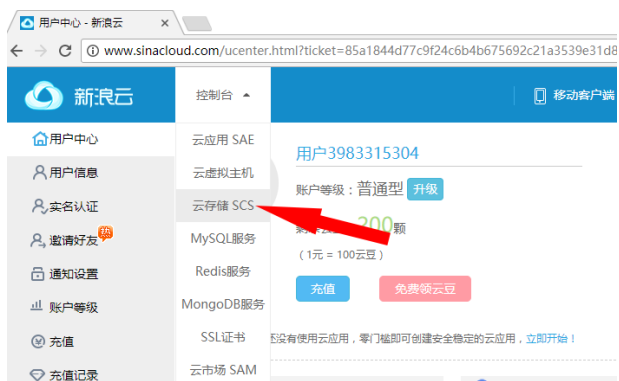 用户中心 - 新浪云
www.sinacloud.com/ucenter.html?ticket=85a1844d77c9f24c6b4b675692c21a3539e31d8
新浪云
控制台
移动客户端
用户中心
用户信息
实名认证
邀请好友
热
通知设置
账户等级
充值
充值记录
云应用 SAE
云虚拟主机
云存储 SCS
MySQL服务
Redis服务
MongoDB服务
SSL证书
云市场 SAM
用户3983315304
账户等级：普通型 升级
200颗
（1元 = 100云豆）
充值
免费领云豆
还没有使用云应用，零门槛即可创建安全稳定的云应用，立即开始！